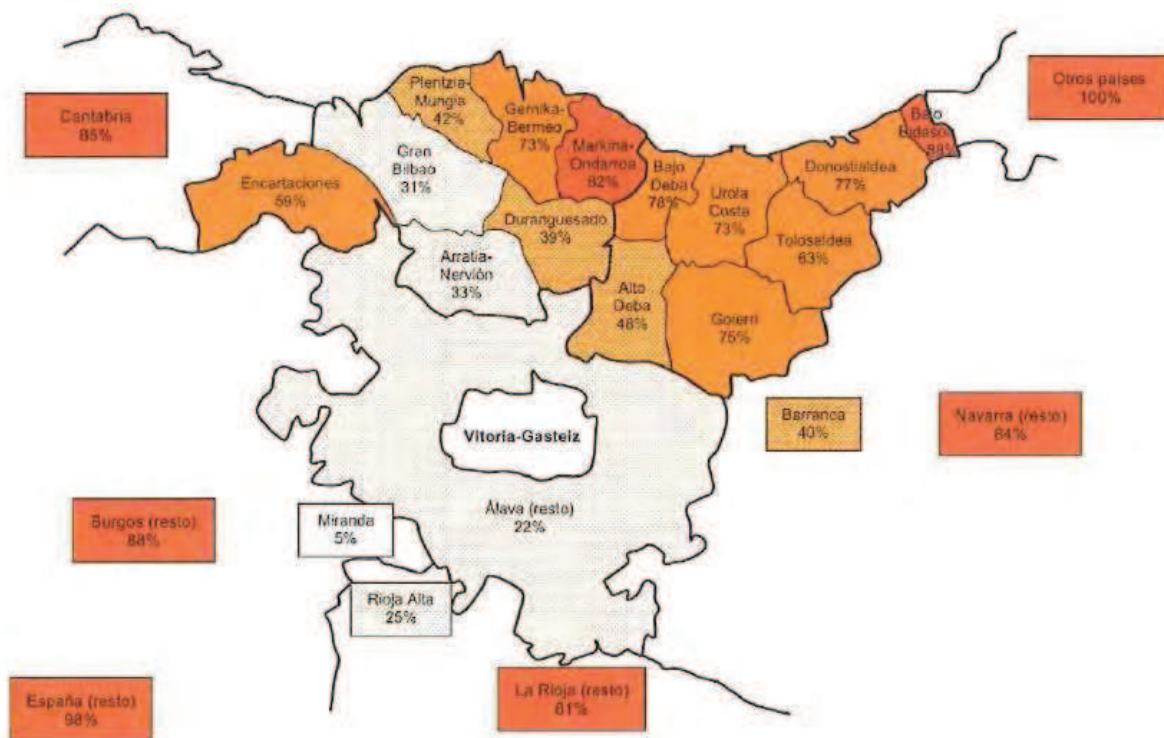 Plentzia-
Mungia
42%
Gernika-
Bermeo
73%
Otros países
100%
Cantabria
85%
Markina-
Ondarroa
82%
Bajo
Bidasoa
88%
Gran
Bilbao
31%
Bajo
Deba
78%
Urola
Costa
73%
Donostialdea
77%
Encartaciones
59%
Duranguesado
39%
Tolosaldea
63%
Arratia-
Nervión
33%
Alto
Deba
48%
Goierri
75%
Barranca
40%
Navarra (resto)
84%
Vitoria-Gasteiz
Burgos (resto)
88%
Miranda
5%
Álava (resto)
22%
Rioja Alta
25%
España (resto)
98%
La Rioja (resto)
81%